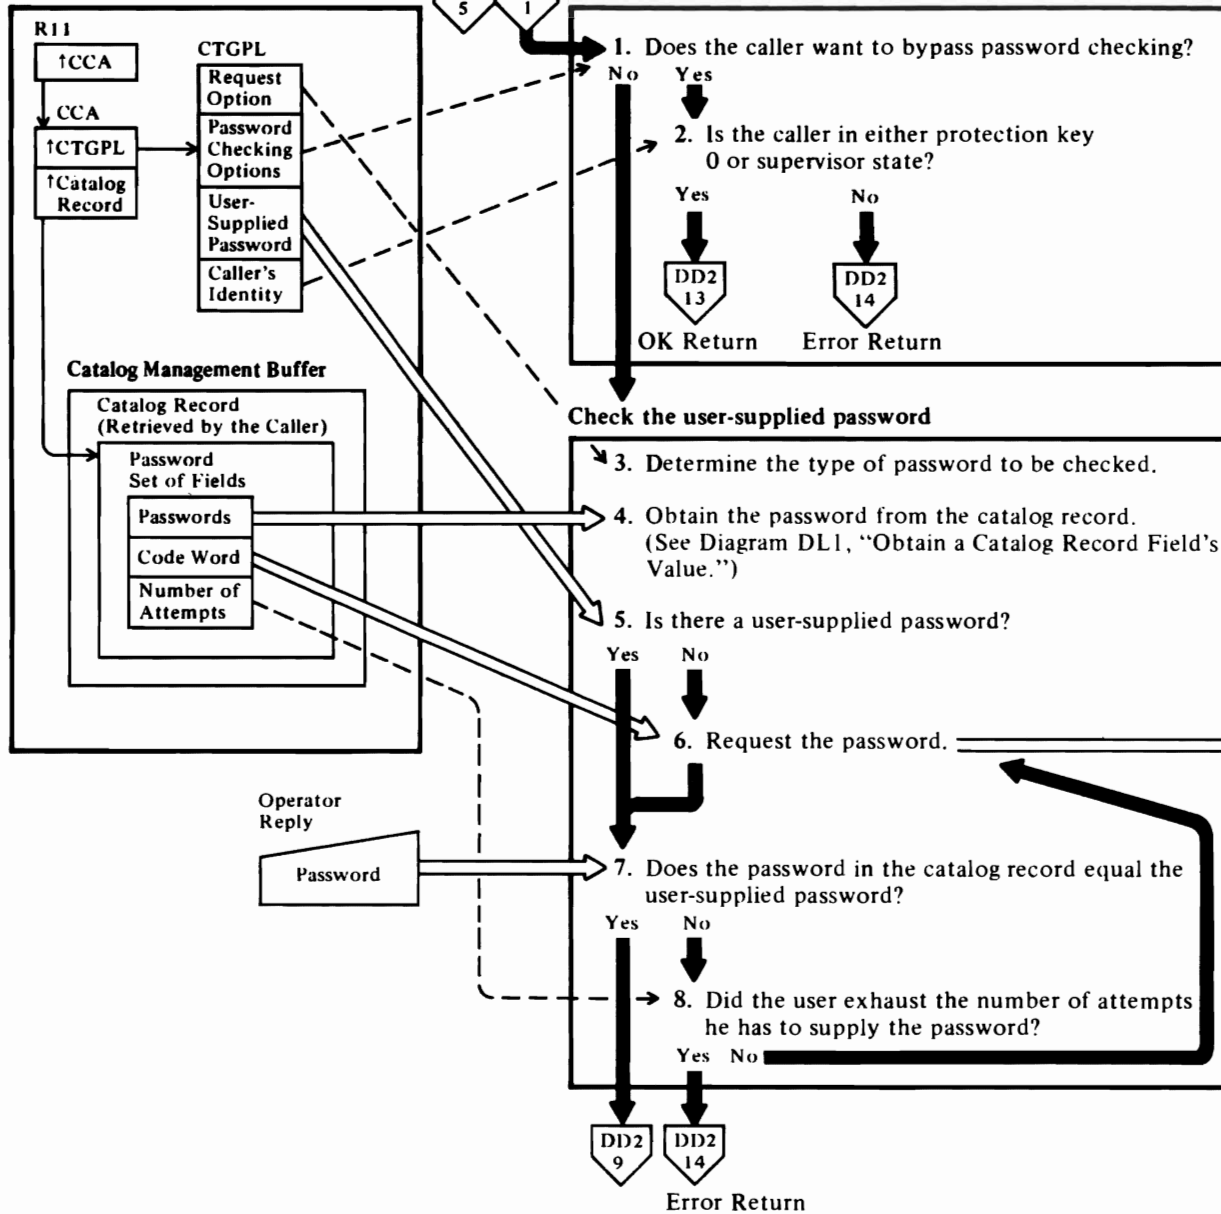 5
1
R11
↑CCA
CCA
↑CTGPL
↑Catalog
Record
CTGPL
Request
Option
Password
Checking
Options
User-
Supplied
Password
Caller's
Identity
Catalog Management Buffer
Catalog Record
(Retrieved by the Caller)
Password
Set of Fields
Passwords
Code Word
Number of
Attempts
Operator
Reply
Password
1. Does the caller want to bypass password checking?
No Yes
2. Is the caller in either protection key
0 or supervisor state?
Yes No
DD2
13
DD2
14
OK Return Error Return
Check the user-supplied password
3. Determine the type of password to be checked.
4. Obtain the password from the catalog record.
(See Diagram DL1, “Obtain a Catalog Record Field's
Value.”)
5. Is there a user-supplied password?
Yes No
6. Request the password.
7. Does the password in the catalog record equal the
user-supplied password?
Yes No
8. Did the user exhaust the number of attempts
he has to supply the password?
Yes No
DD2
9
DD2
14
Error Return